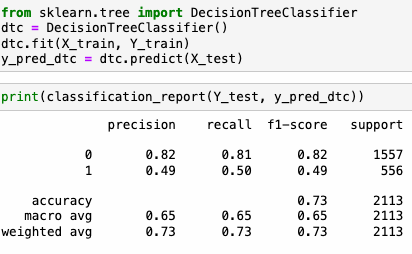 from sklearn.tree import DecisionTreeClassifier
dtc = DecisionTreeClassifier()
dtc.fit(X_train, Y_train)
y_pred_dtc = dtc.predict(X_test)
print(classification_report(Y_test, y_pred_dtc))
precision recall f1-score support
0 0.82 0.81 0.82 1557
1 0.49 0.50 0.49 556
accuracy 0.73 2113
macro avg 0.65 0.65 0.65 2113
weighted avg 0.73 0.73 0.73 2113